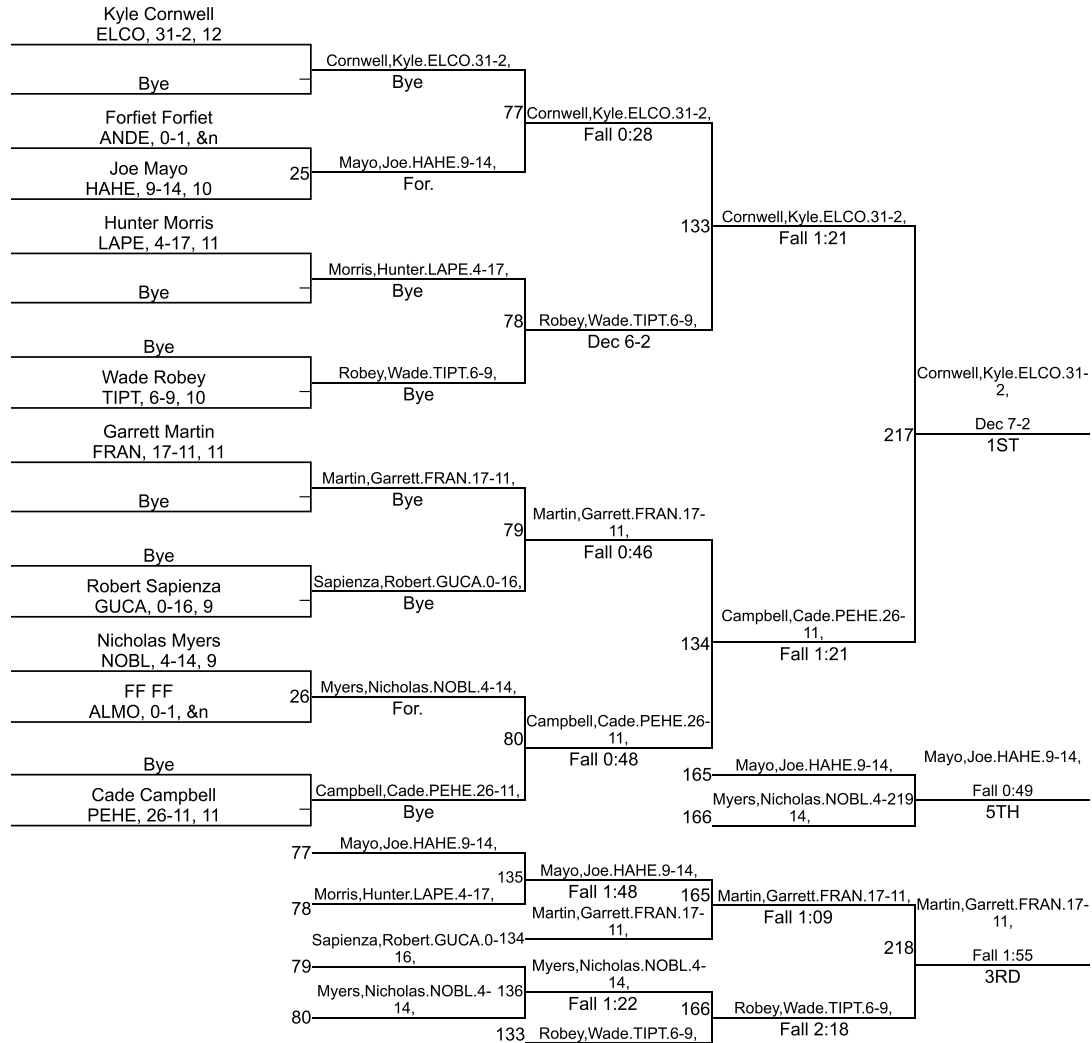 Kyle Cornwell
ELCO, 31-2, 12
Cornwell,Kyle.ELCO.31-2,
Bye
Bye
Forfiet Forfiet
ANDE, 0-1, &n
77
Cornwell,Kyle.ELCO.31-2,
Fall 0:28
Joe Mayo
HAHE, 9-14, 10
25
Mayo,Joe.HAHE.9-14,
For.
Hunter Morris
LAPE, 4-17, 11
133
Cornwell,Kyle.ELCO.31-2,
Fall 1:21
Morris,Hunter.LAPE.4-17,
Bye
Bye
78
Robey,Wade.TIPT.6-9,
Dec 6-2
Bye
Wade Robey
TIPT, 6-9, 10
Robey,Wade.TIPT.6-9,
Bye
Cornwell,Kyle.ELCO.31-
2,
Garrett Martin
FRAN, 17-11, 11
217
Dec 7-2
1ST
Martin,Garrett.FRAN.17-11,
Bye
Bye
79
Martin,Garrett.FRAN.17-
11,
Fall 0:46
Bye
Robert Sapienza
GUCA, 0-16, 9
Sapienza,Robert.GUCA.0-16,
Bye
Nicholas Myers
NOBL, 4-14, 9
134
Campbell,Cade.PEHE.26-
11,
Fall 1:21
FF FF
ALMO, 0-1, &n
26
Myers,Nicholas.NOBL.4-14,
For.
80
Campbell,Cade.PEHE.26-
11,
Fall 0:48
Bye
Cade Campbell
PEHE, 26-11, 11
Campbell,Cade.PEHE.26-11,
Bye
165
Mayo,Joe.HAHE.9-14,
Mayo,Joe.HAHE.9-14,
166
Myers,Nicholas.NOBL.4-
14,
219
Fall 0:49
5TH
77
Mayo,Joe.HAHE.9-14,
135
Mayo,Joe.HAHE.9-14,
Fall 1:48
78
Morris,Hunter.LAPE.4-17,
165
Martin,Garrett.FRAN.17-11,
Fall 1:09
Martin,Garrett.FRAN.17-
11,
134
Martin,Garrett.FRAN.17-
11,
Sapienza,Robert.GUCA.0-
16,
79
218
Fall 1:55
3RD
Myers,Nicholas.NOBL.4-
14,
80
136
Myers,Nicholas.NOBL.4-
14,
Fall 1:22
166
Robey,Wade.TIPT.6-9,
Fall 2:18
133
Robey,Wade.TIPT.6-9,